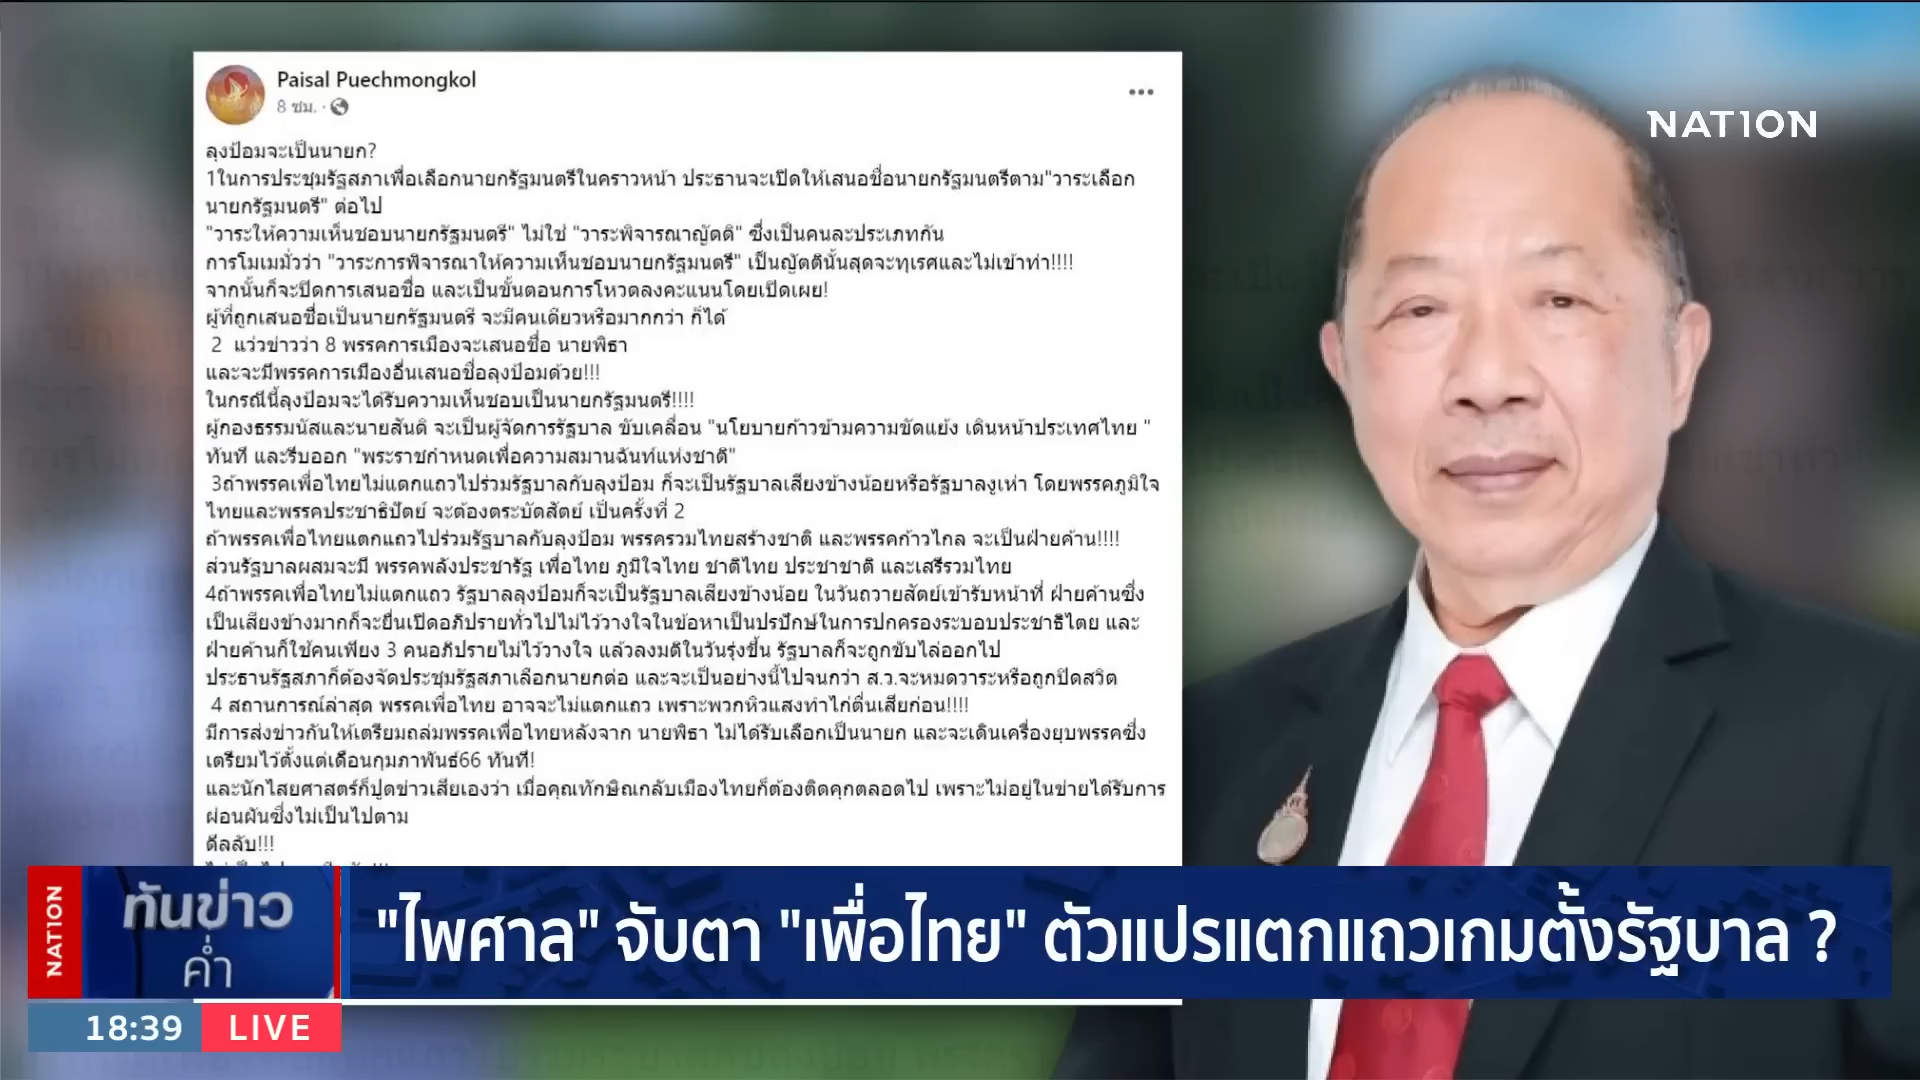 Paisal Puechmongkol
8 ชม. ·
NATION
ลุงป้อมจะเป็นนายก?
1ในการประชุมรัฐสภาเพื่อเลือกนายกรัฐมนตรีในคราวหน้า ประธานจะเปิดให้เสนอชื่อนายกรัฐมนตรีตาม"วาระเลือก
นายกรัฐมนตรี" ต่อไป
"วาระให้ความเห็นชอบนายกรัฐมนตรี" ไม่ใช่ "วาระพิจารณาญัตติ" ซึ่งเป็นคนละประเภทกัน
การโมเมมั่วว่า "วาระการพิจารณาให้ความเห็นชอบนายกรัฐมนตรี" เป็นญัตตินั้นสุดจะทุเรศและไม่เข้าท่า!!!!
จากนั้นก็จะปิดการเสนอชื่อ และเป็นขั้นตอนการโหวตลงคะแนนโดยเปิดเผย!
ผู้ที่ถูกเสนอชื่อเป็นนายกรัฐมนตรี จะมีคนเดียวหรือมากกว่า ก็ได้
2 แว่วข่าวว่า 8 พรรคการเมืองจะเสนอชื่อ นายพิธา
และจะมีพรรคการเมืองอื่นเสนอชื่อลุงป้อมด้วย!!!
ในกรณีนี้ลุงป้อมจะได้รับความเห็นชอบเป็นนายกรัฐมนตรี!!!!
ผู้กองธรรมนัสและนายสันติ จะเป็นผู้จัดการรัฐบาล ขับเคลื่อน "นโยบายก้าวข้ามความขัดแย้ง เดินหน้าประเทศไทย "
ทันที และรีบออก "พระราชกำหนดเพื่อความสมานฉันท์แห่งชาติ"
3ถ้าพรรคเพื่อไทยไม่แตกแถวไปร่วมรัฐบาลกับลุงป้อม ก็จะเป็นรัฐบาลเสียงข้างน้อยหรือรัฐบาลงูเห่า โดยพรรคภูมิใจ
ไทยและพรรคประชาธิปัตย์ จะต้องตระบัดสัตย์ เป็นครั้งที่ 2
ถ้าพรรคเพื่อไทยแตกแถวไปร่วมรัฐบาลกับลุงป้อม พรรครวมไทยสร้างชาติ และพรรคก้าวไกล จะเป็นฝ่ายค้าน!!!!
ส่วนรัฐบาลผสมจะมี พรรคพลังประชารัฐ เพื่อไทย ภูมิใจไทย ชาติไทย ประชาชาติ และเสรีรวมไทย
4ถ้าพรรคเพื่อไทยไม่แตกแถว รัฐบาลลุงป้อมก็จะเป็นรัฐบาลเสียงข้างน้อย ในวันถวายสัตย์เข้ารับหน้าที่ ฝ่ายค้านซึ่ง
เป็นเสียงข้างมากก็จะยื่นเปิดอภิปรายทั่วไปไม่ไว้วางใจในข้อหาเป็นปรปักษ์ในการปกครองระบอบประชาธิไตย และ
ฝ่ายค้านก็ใช้คนเพียง 3 คนอภิปรายไม่ไว้วางใจ แล้วลงมติในวันรุ่งขึ้น รัฐบาลก็จะถูกขับไล่ออกไป
ประธานรัฐสภาก็ต้องจัดประชุมรัฐสภาเลือกนายกต่อ และจะเป็นอย่างนี้ไปจนกว่า ส.ว.จะหมดวาระหรือถูกปิดสวิต
4 สถานการณ์ล่าสุด พรรคเพื่อไทย อาจจะไม่แตกแถว เพราะพวกหิวแสงทำไก่ตื่นเสียก่อน!!!!
มีการส่งข่าวกันให้เตรียมถล่มพรรคเพื่อไทยหลังจาก นายพิธา ไม่ได้รับเลือกเป็นนายก และจะเดินเครื่องยุบพรรคซึ่ง
เตรียมไว้ตั้งแต่เดือนกุมภาพันธ์66 ทันที!
และนักไสยศาสตร์ก็ปูดข่าวเสียเองว่า เมื่อคุณทักษิณกลับเมืองไทยก็ต้องติดคุกตลอดไป เพราะไม่อยู่ในข่ายได้รับการ
ผ่อนผันซึ่งไม่เป็นไปตาม
ดีลลับ!!!
NATION
ทันข่าว
ค่ำ
"ไพศาล" จับตา "เพื่อไทย" ตัวแปรแตกแถวเกมตั้งรัฐบาล ?
18:39 LIVE